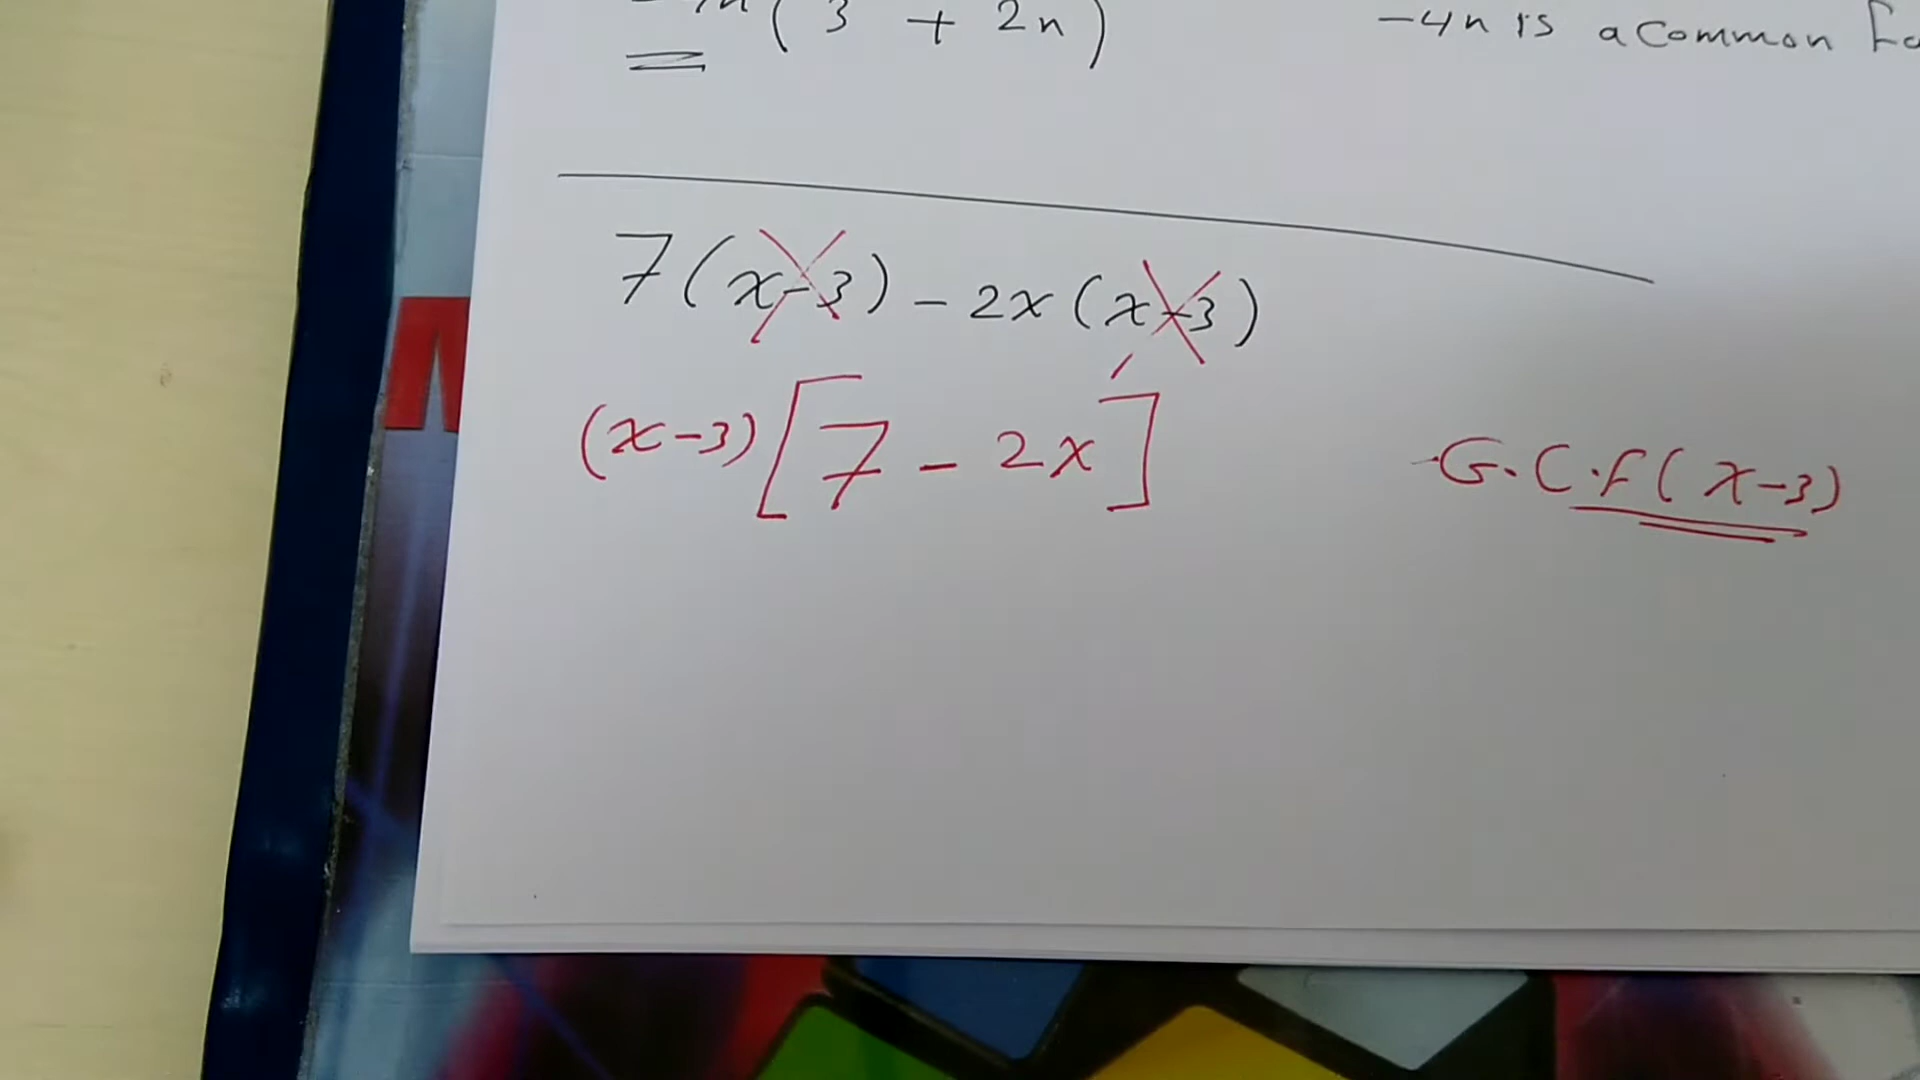 (3 + 2n)
-4n is a common
7(x-3) - 2x(x-3)
(x-3)[7 - 2x]
G.C.F(x-3)